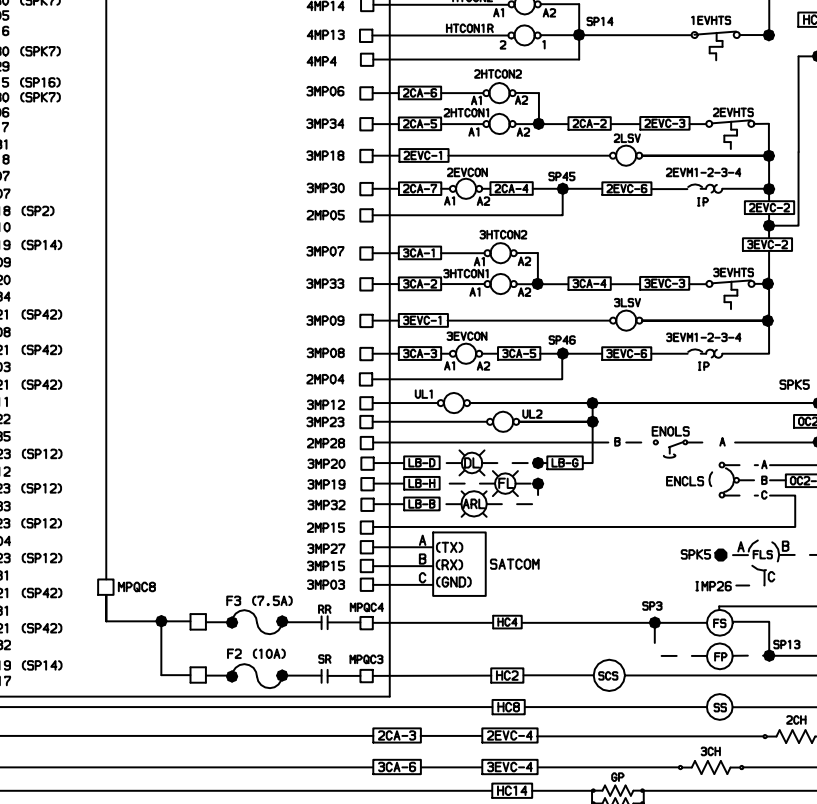 (SPK7)
4MP14 HTCON2 A1 A2
6
4MP13 HTCON1R 2 1 SP14 1EVHTS HC
(SPK7)
4MP4
29
5 (SP16)
(SPK7)
3MP06 2CA-6 2HTCON2 A1 A2
7
3MP34 2CA-5 2HTCON1 A1 A2 2CA-2 2EVC-3 2EVHTS
31
8
3MP18 2EVC-1 2LSV
07
07
3MP30 2CA-7 2EVCON A1 A2 2CA-4 SP45 2EVC-6 2EVM1-2-3-4 IP
18 (SP2)
2MP05 2EVC-2
10
19 (SP14)
3EVC-2
09
3MP07 3CA-1 3HTCON2 A1 A2
20
3MP33 3CA-2 3HTCON1 A1 A2 3CA-4 3EVC-3 3EVHTS
34
21 (SP42)
3MP09 3EVC-1 3LSV
08
21 (SP42)
3MP08 3CA-3 3EVCON A1 A2 3CA-5 SP46 3EVC-6 3EVM1-2-3-4 IP
03
21 (SP42)
2MP04
SPK5
11
3MP12 UL1
22
3MP23 UL2 OC2
35
2MP28 B ENOLS A
23 (SP12)
3MP20 LB-D DL LB-G
12
ENCLS A B C OC2-
23 (SP12)
3MP19 LB-H FL
33
3MP32 LB-B ARL
23 (SP12)
2MP15
04
3MP27 A (TX)
23 (SP12)
3MP15 B (RX) SATCOM
SPK5 A (FLS) B C
31
3MP03 C (GND)
IMP26
21 (SP42)
MPQC8
31
F3 (7.5A) RR MPQC4 HC4 SP3 FS
21 (SP42)
32
SP13
F2 (10A) SR MPQC3 HC2 SCS FP
19 (SP14)
17
HC8 SS
2CA-3 2EVC-4 2CH
3CA-6 3EVC-4 3CH
HC14 GP